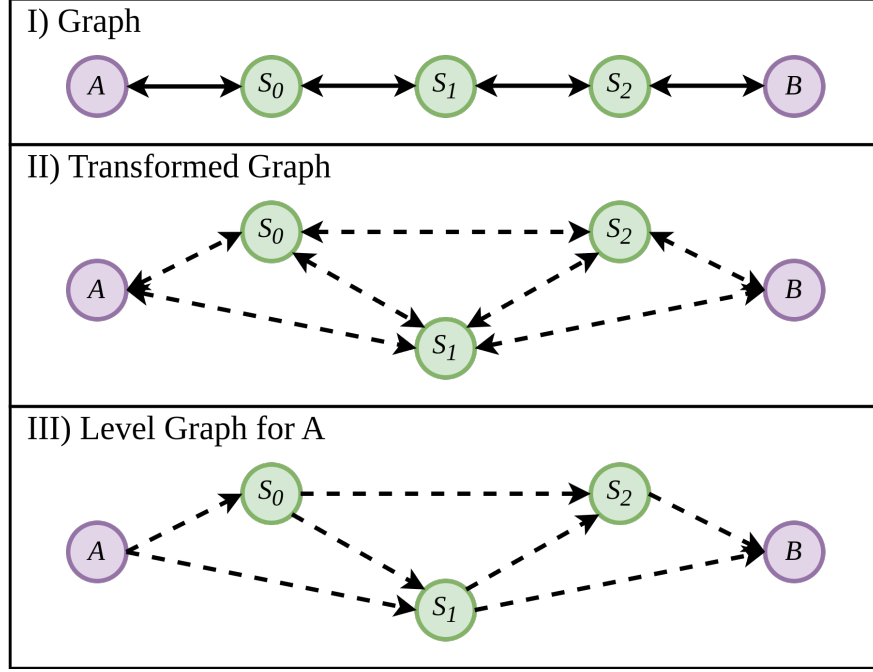 I) Graph
A S0 S1 S2 B
II) Transformed Graph
S0 S2
A B
S1
III) Level Graph for A
S0 S2
A B
S1